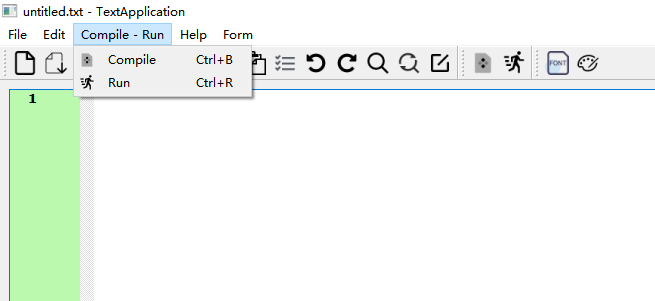 untitled.txt - TextApplication
File Edit Compile - Run Help Form
Compile Ctrl+B
Run Ctrl+R
FONT
1